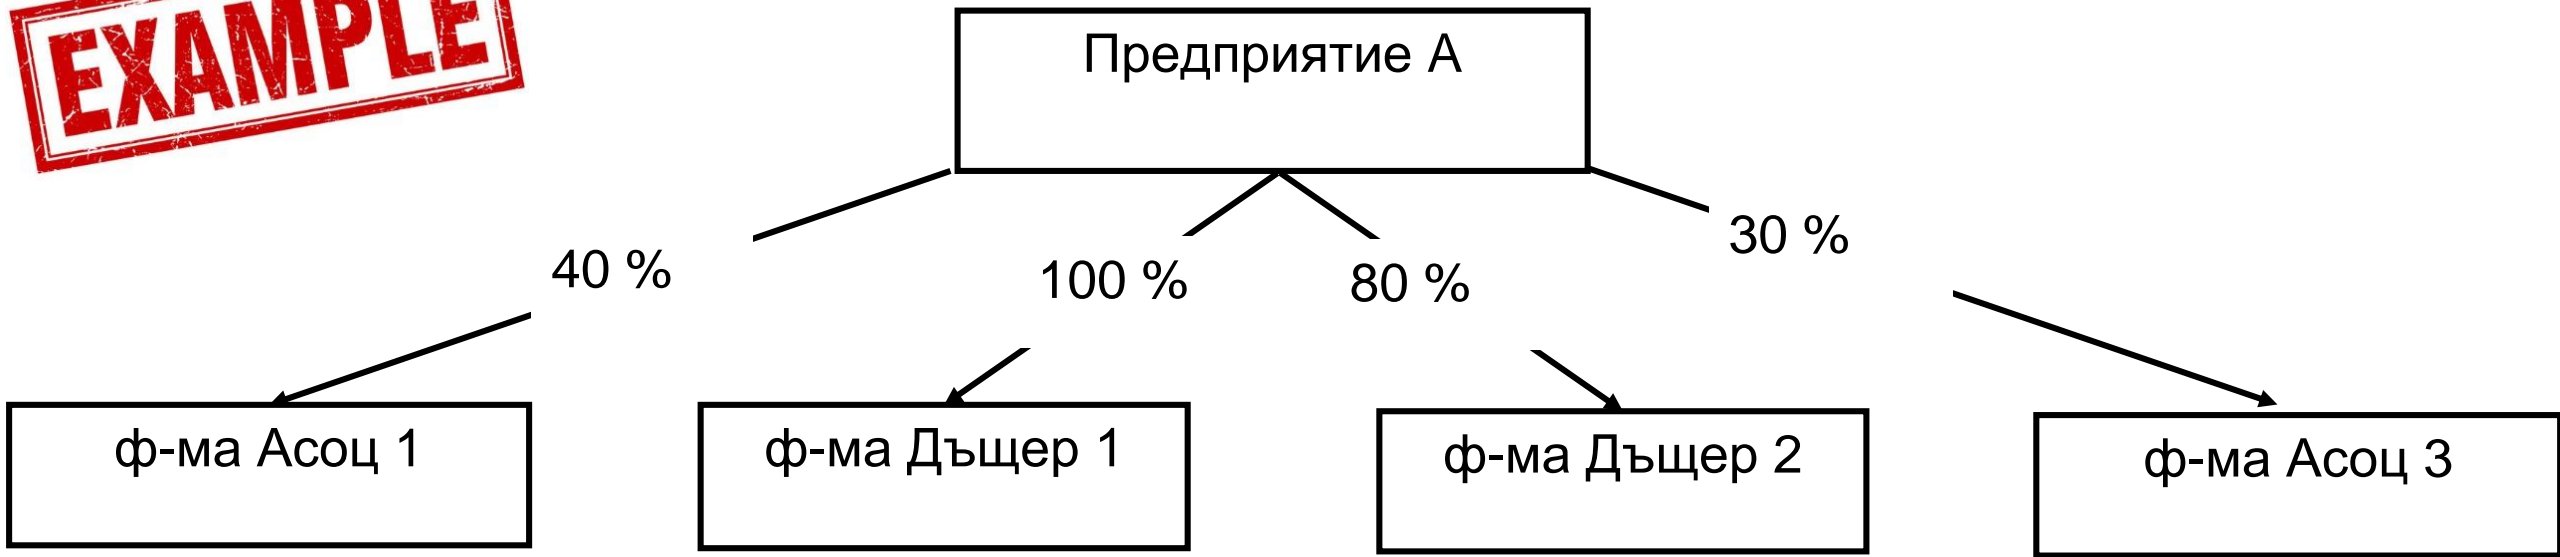 EXAMPLE
Предприятие А
30 %
40 %
100 %
80 %
ф-ма Асоц 1
ф-ма Дъщер 1
ф-ма Дъщер 2
ф-ма Асоц 3